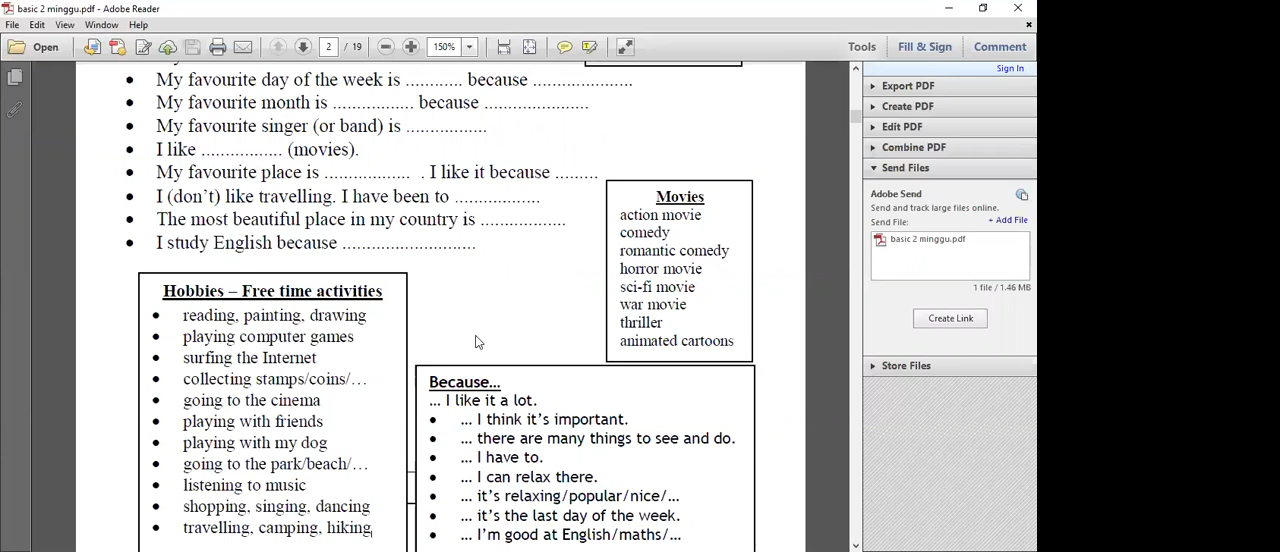 basic 2 minggu.pdf - Adobe Reader
File Edit View Window Help
Open 2 / 19 150% Tools Fill & Sign Comment
Sign In
My favourite day of the week is ………… because …………………
My favourite month is …………….. because …………………
My favourite singer (or band) is ……………
I like ……………. (movies).
My favourite place is …………….. . I like it because ………
I (don't) like travelling. I have been to ……………..
The most beautiful place in my country is ……………..
I study English because ……………………..
Movies
action movie
comedy
romantic comedy
horror movie
sci-fi movie
war movie
thriller
animated cartoons
Hobbies – Free time activities
reading, painting, drawing
playing computer games
surfing the Internet
collecting stamps/coins/…
going to the cinema
playing with friends
playing with my dog
going to the park/beach/…
listening to music
shopping, singing, dancing
travelling, camping, hiking
Because…
… I like it a lot.
… I think it's important.
… there are many things to see and do.
… I have to.
… I can relax there.
… it's relaxing/popular/nice/…
… it's the last day of the week.
… I'm good at English/maths/…
Export PDF
Create PDF
Edit PDF
Combine PDF
Send Files
Adobe Send
Send and track large files online.
Send File: + Add File
basic 2 minggu.pdf
1 file / 1.46 MB
Create Link
Store Files